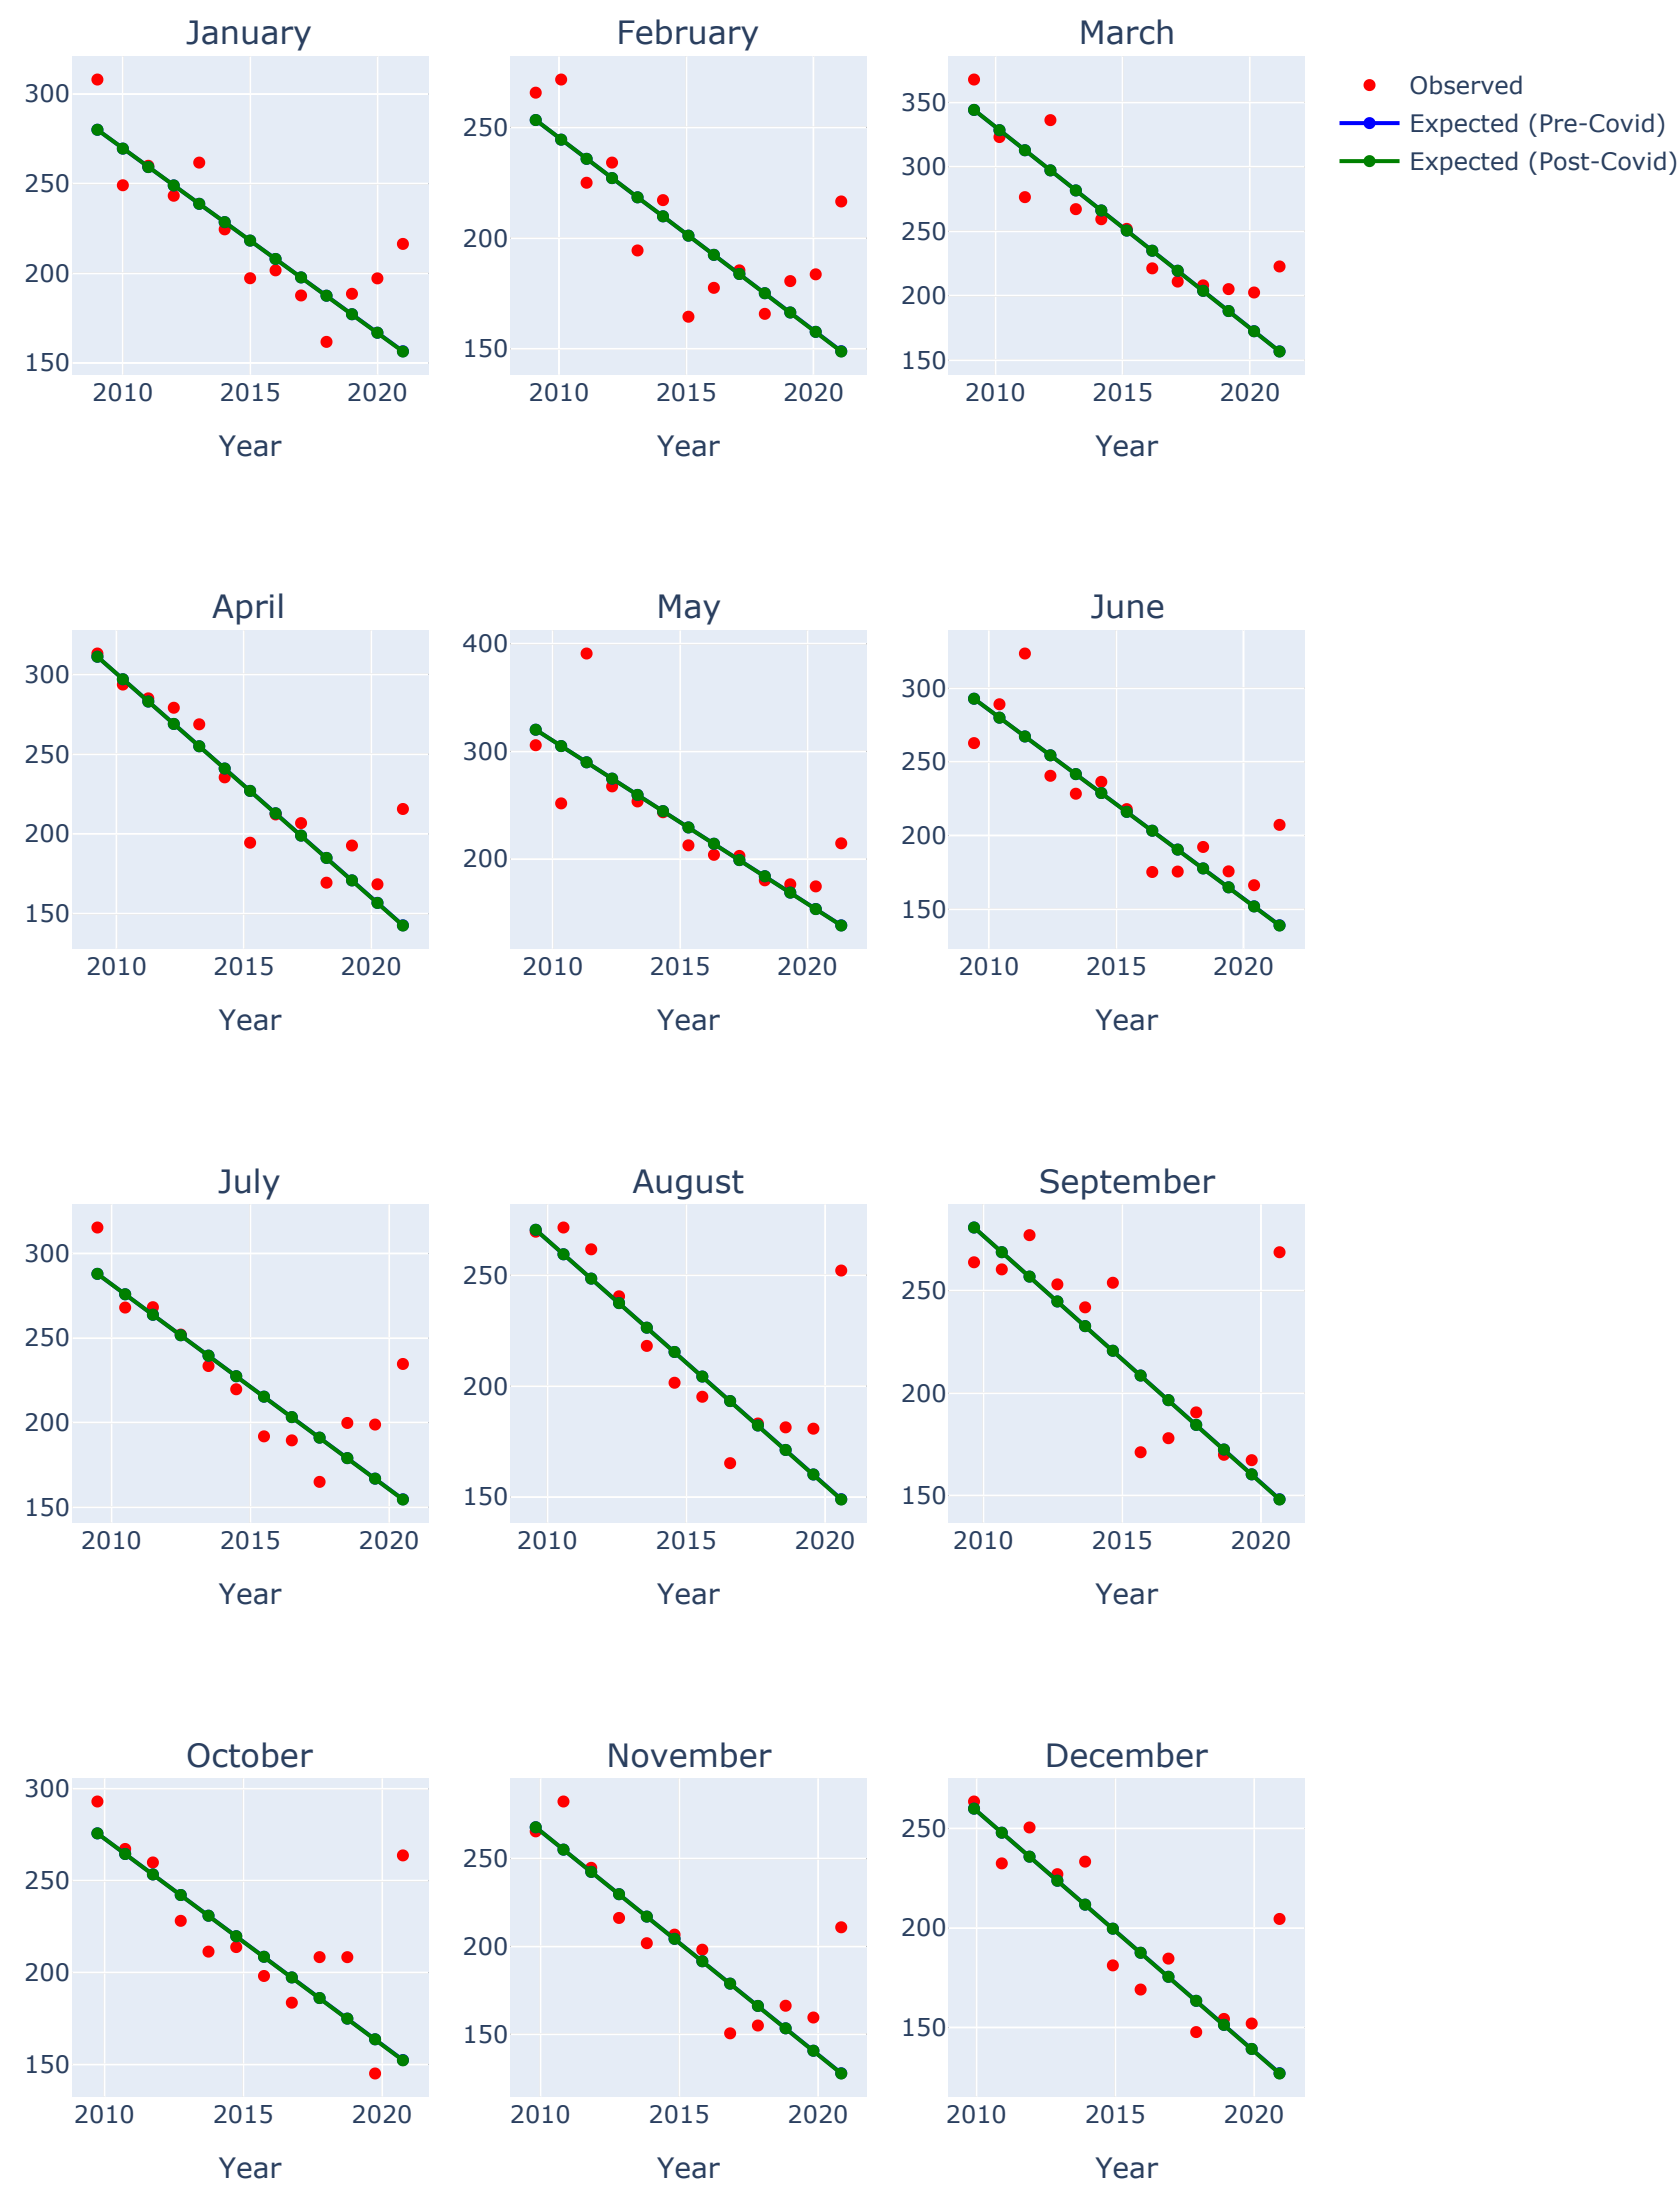 January
February
March
300
250
200
150
2010
2015
2020
Year
250
200
150
2010
2015
2020
Year
350
300
250
200
150
2010
2015
2020
Year
Observed
Expected (Pre-Covid)
Expected (Post-Covid)
April
May
June
300
250
200
150
2010
2015
2020
Year
400
300
200
2010
2015
2020
Year
300
250
200
150
2010
2015
2020
Year
July
August
September
300
250
200
150
2010
2015
2020
Year
250
200
150
2010
2015
2020
Year
250
200
150
2010
2015
2020
Year
October
November
December
300
250
200
150
2010
2015
2020
Year
250
200
150
2010
2015
2020
Year
250
200
150
2010
2015
2020
Year